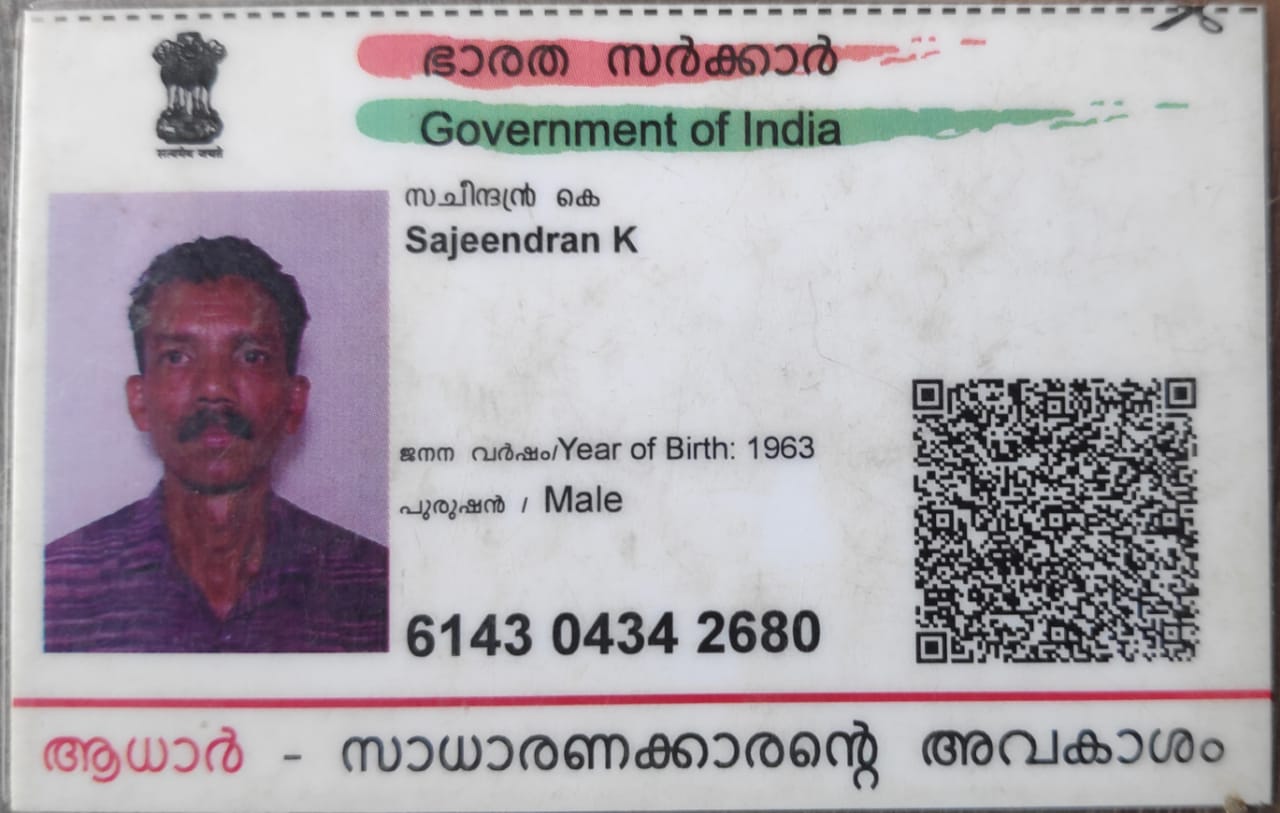 ഭാരത സർക്കാർ
Government of India
सत्यमेव जयते
സചീന്ദ്രൻ കെ
Sajeendran K
ജനന വർഷം/Year of Birth: 1963
പുരുഷൻ / Male
6143 0434 2680
ആധാർ - സാധാരണക്കാരന്റെ അവകാശം